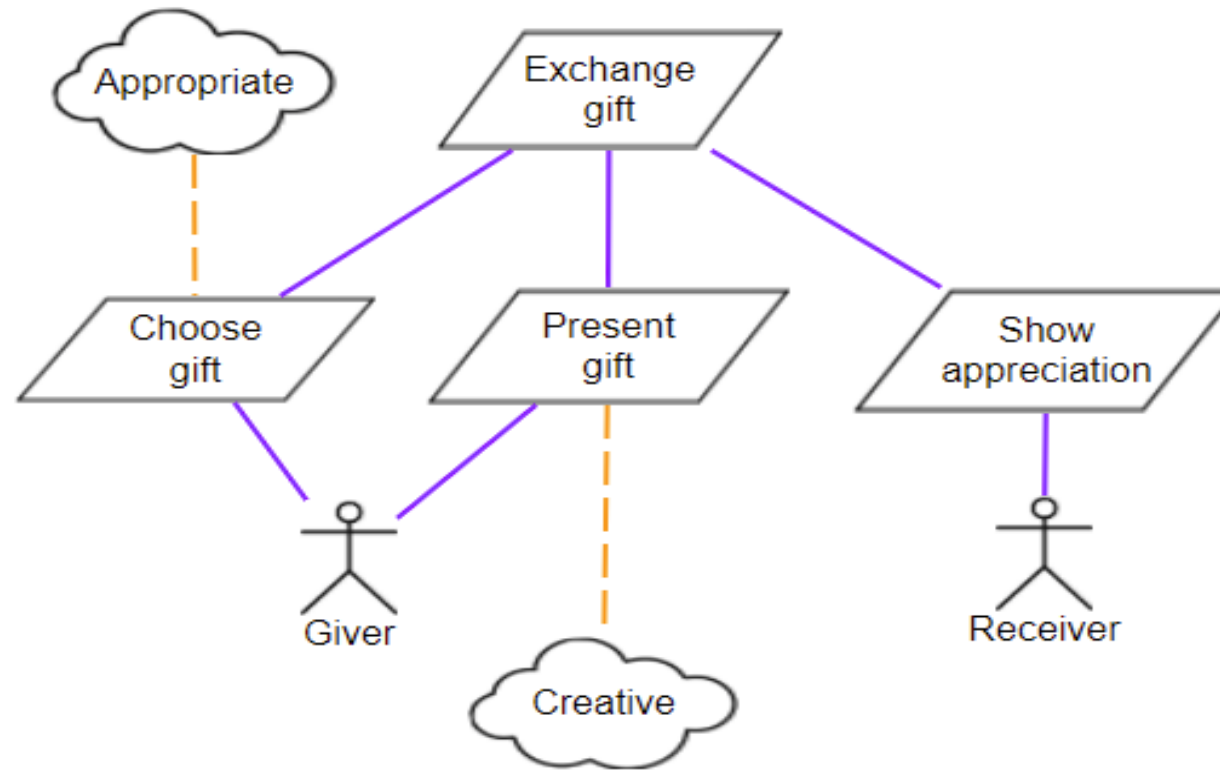 Appropriate
Exchange
gift
Choose
gift
Present
gift
Show
appreciation
Giver
Receiver
Creative